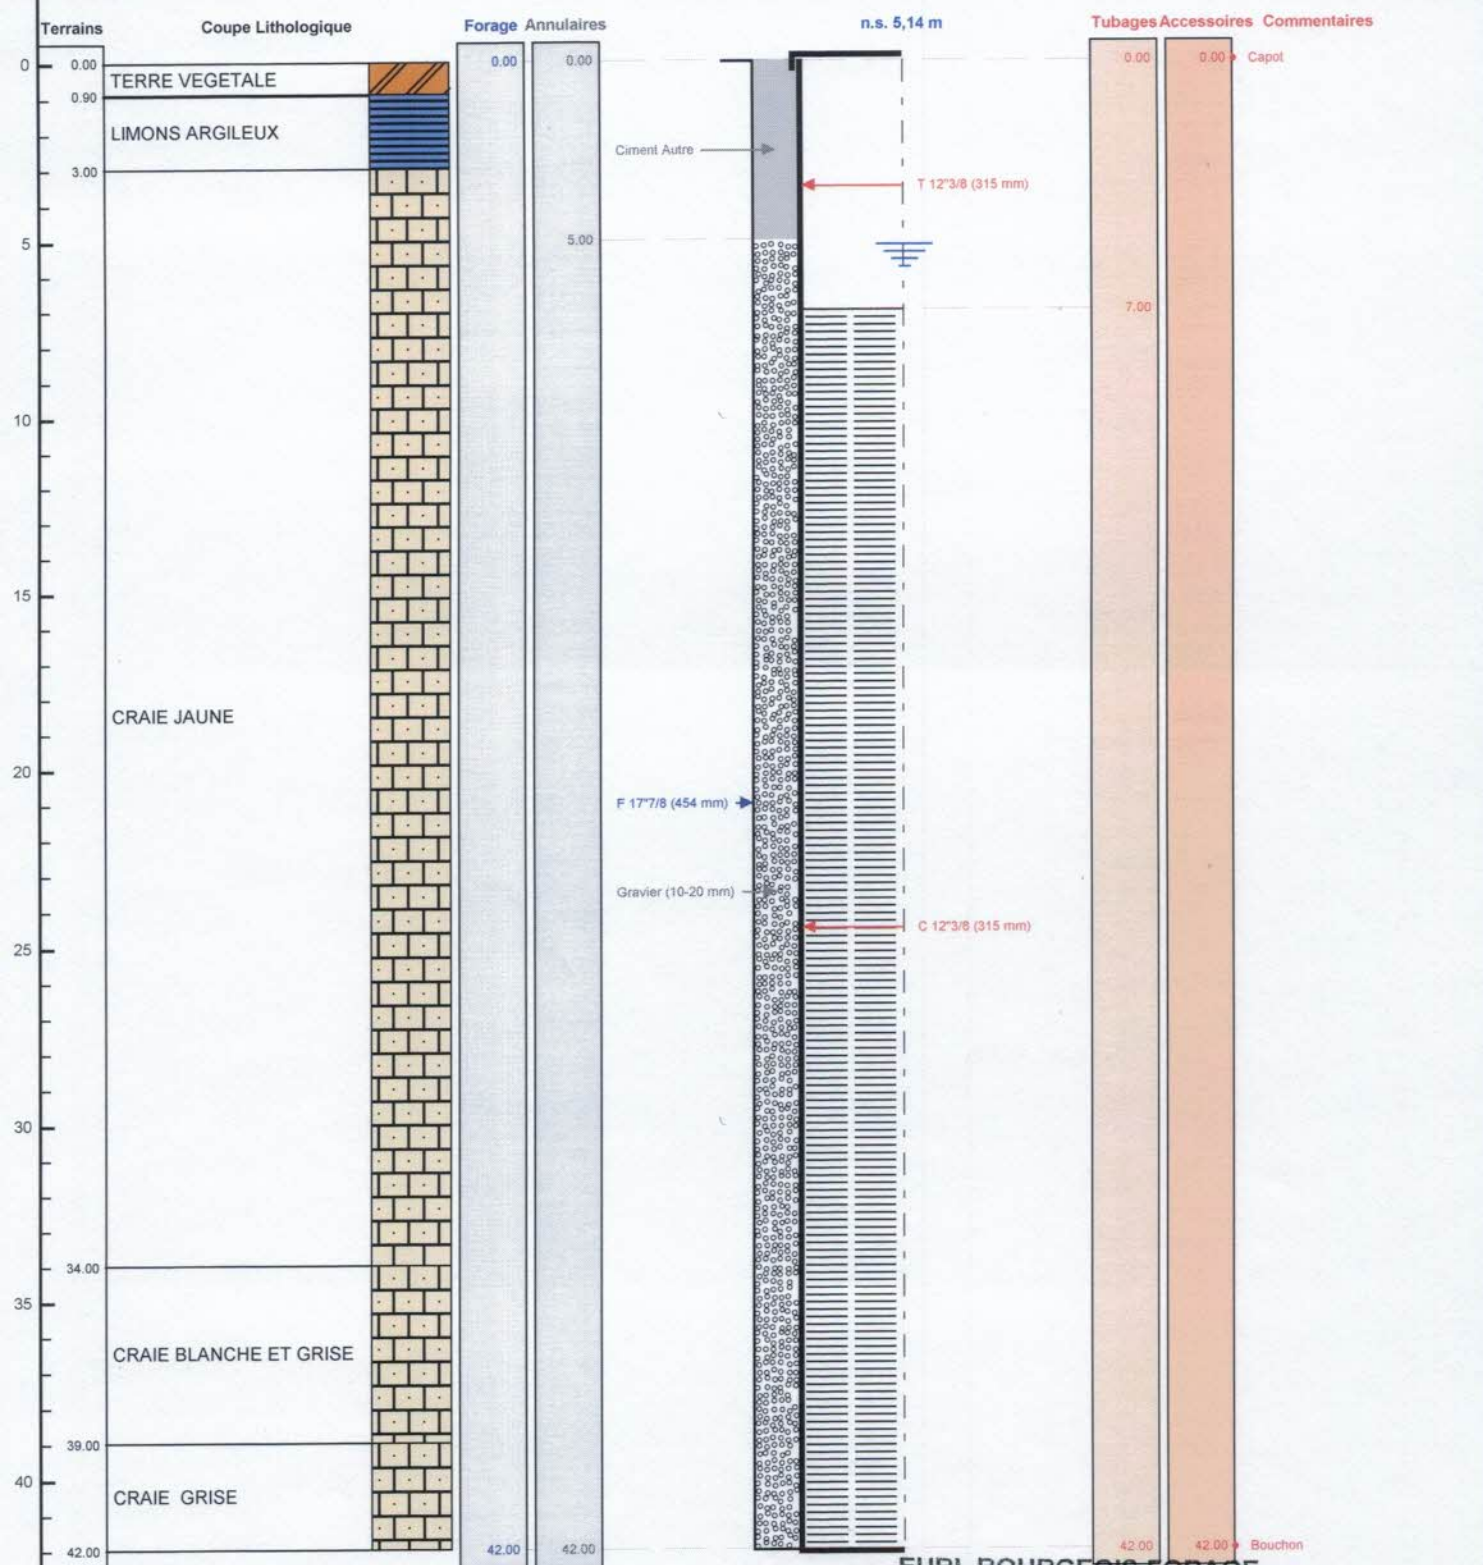 Terrains Coupe Lithologique Forage Annulaires n.s. 5,14 m Tubages Accessoires Commentaires
0 0.00 0.00 0.00 0.00 0.00 Capot
TERRE VEGETALE
0.90
LIMONS ARGILEUX
Ciment Autre
3.00
T 12"3/8 (315 mm)
5 5.00
7.00
10
15
CRAIE JAUNE
20
F 17"7/8 (454 mm)
Gravier (10-20 mm)
C 12"3/8 (315 mm)
25
30
34.00
35
CRAIE BLANCHE ET GRISE
39.00
40
CRAIE GRISE
42.00 42.00 42.00 42.00 42.00 Bouchon
EURL BOURGEOIS FORAGE